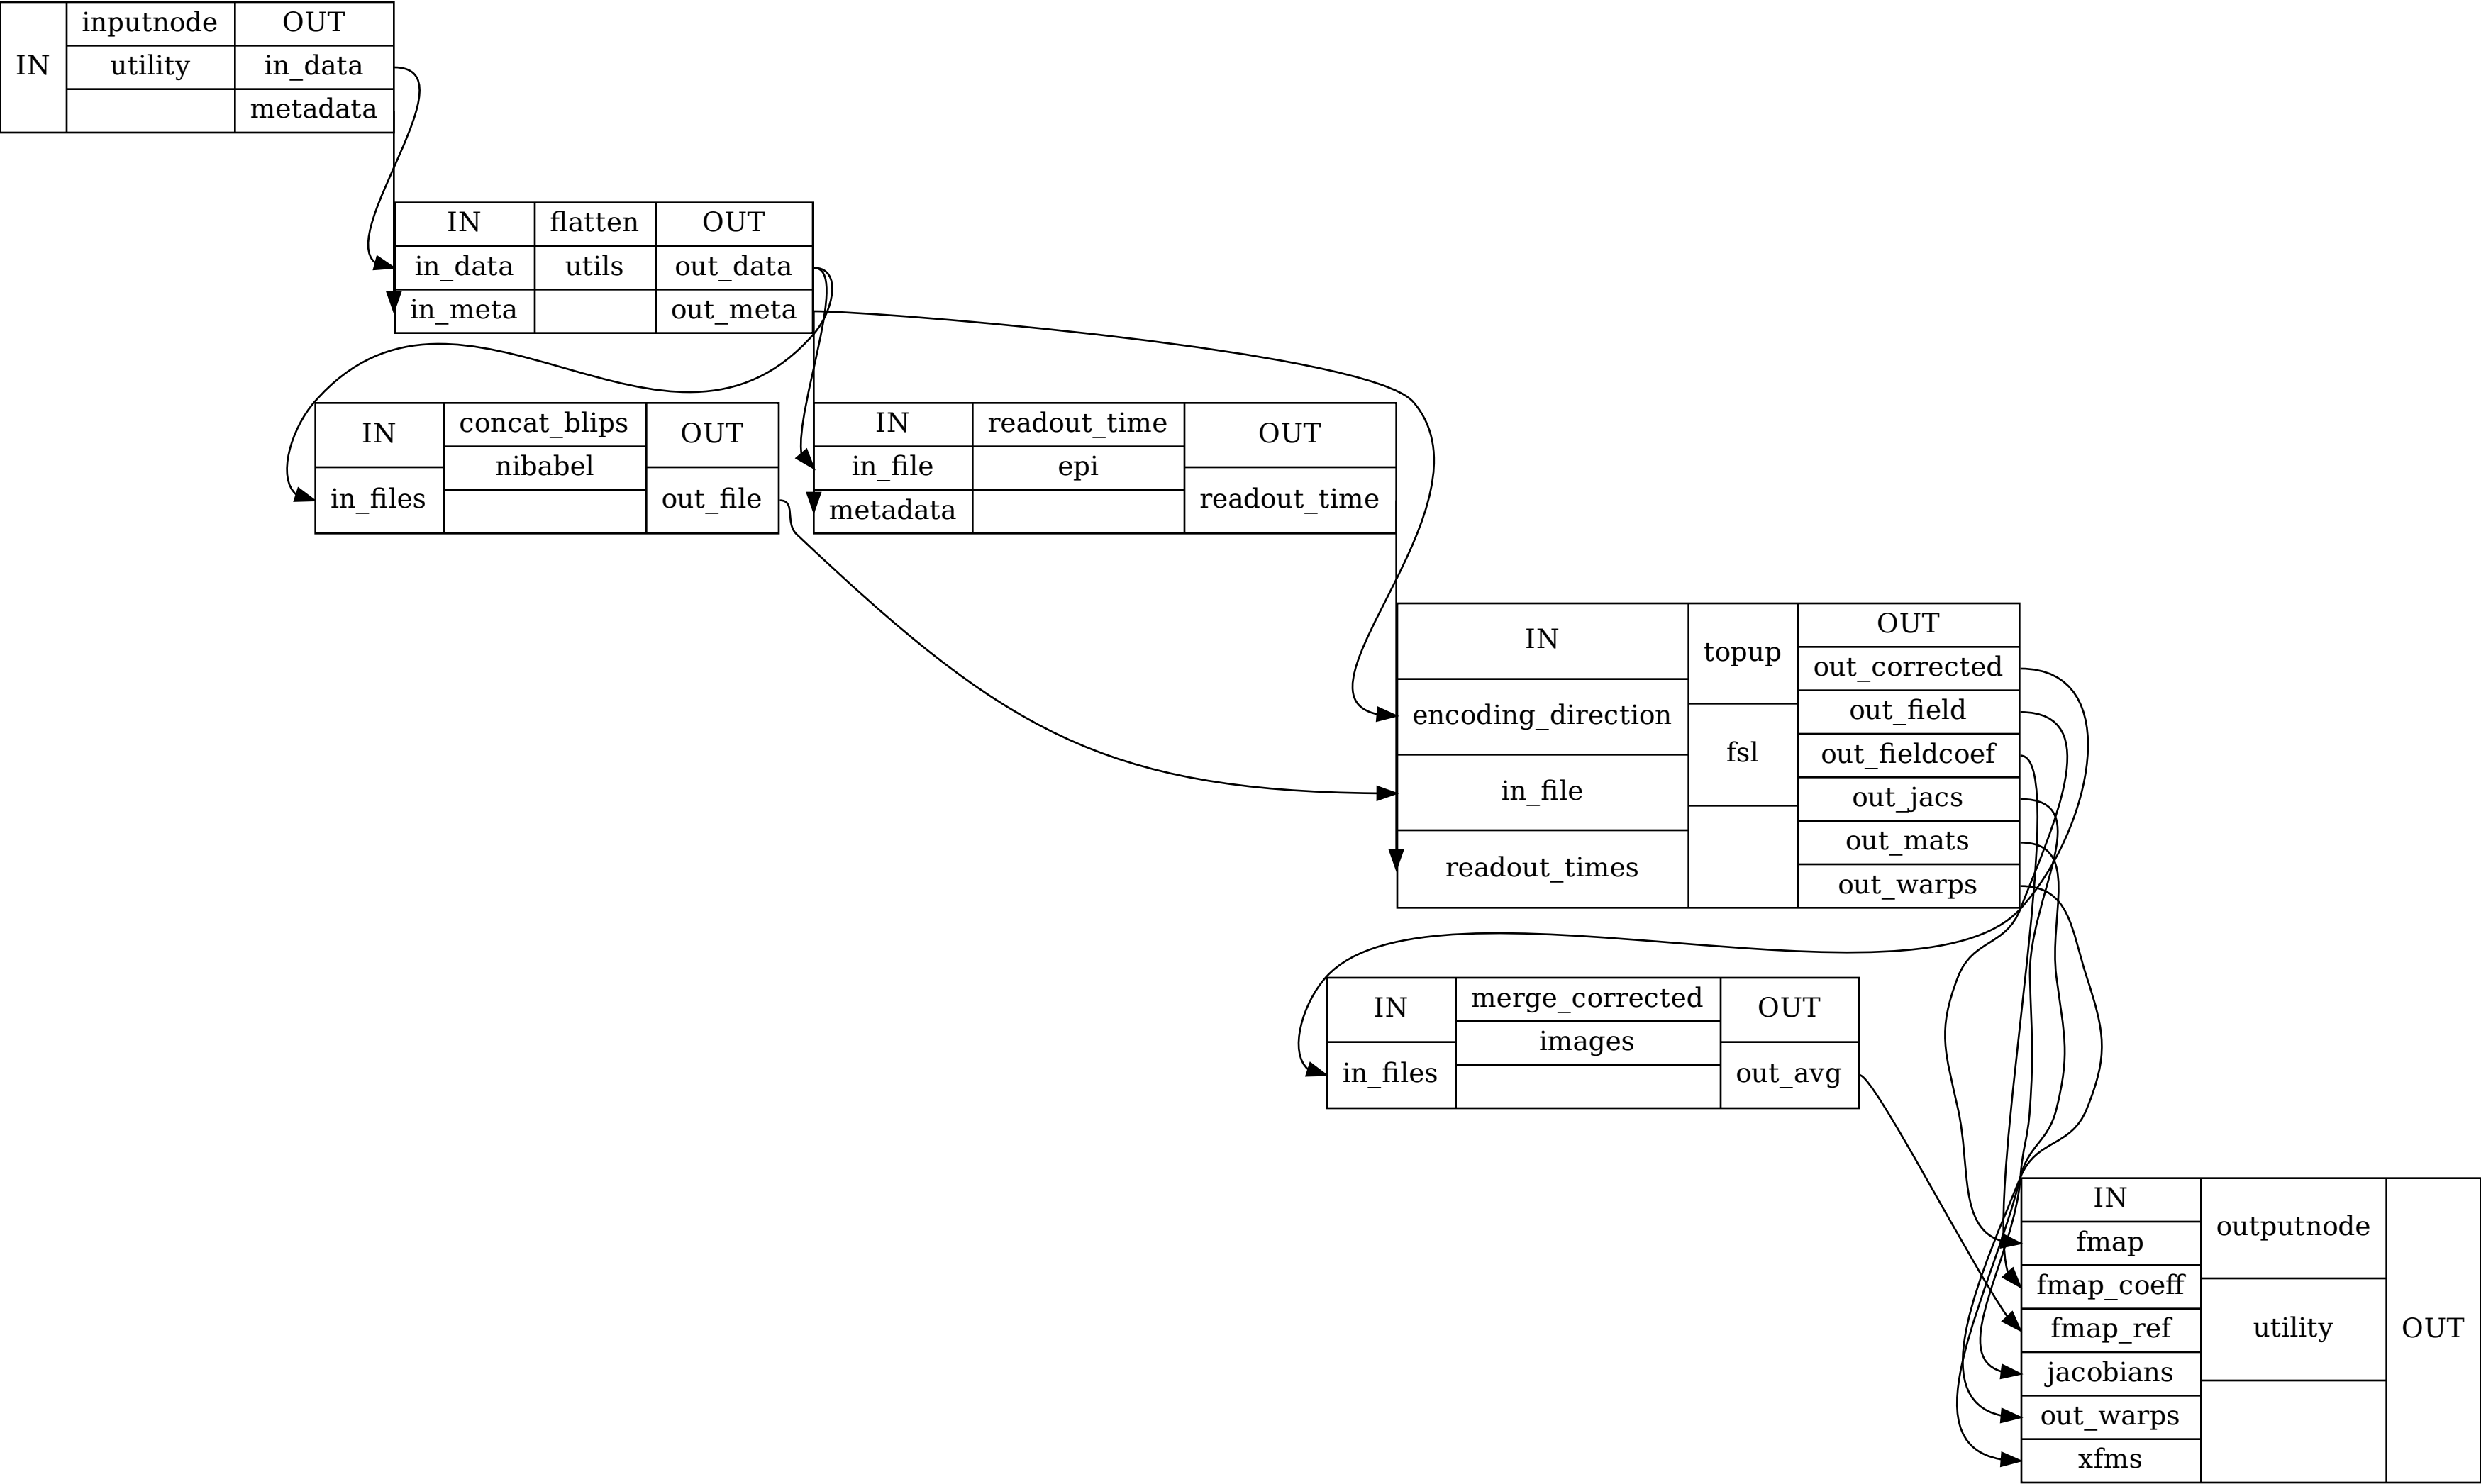 IN
inputnode
utility
OUT
in_data
metadata
IN
in_data
in_meta
flatten
utils
OUT
out_data
out_meta
IN
in_files
concat_blips
nibabel
OUT
out_file
IN
in_file
metadata
readout_time
epi
OUT
readout_time
IN
encoding_direction
in_file
readout_times
topup
fsl
OUT
out_corrected
out_field
out_fieldcoef
out_jacs
out_mats
out_warps
IN
in_files
merge_corrected
images
OUT
out_avg
IN
fmap
fmap_coeff
fmap_ref
jacobians
out_warps
xfms
outputnode
utility
OUT